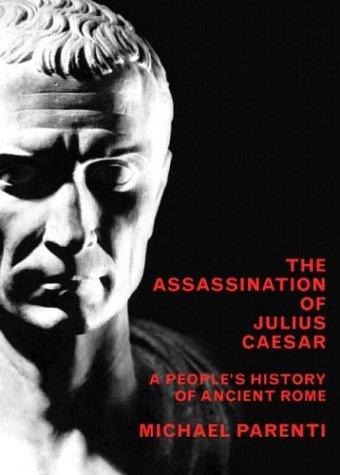 THE
ASSASSINATION
OF
JULIUS
CAESAR
A PEOPLE'S HISTORY
OF ANCIENT ROME
MICHAEL PARENTI